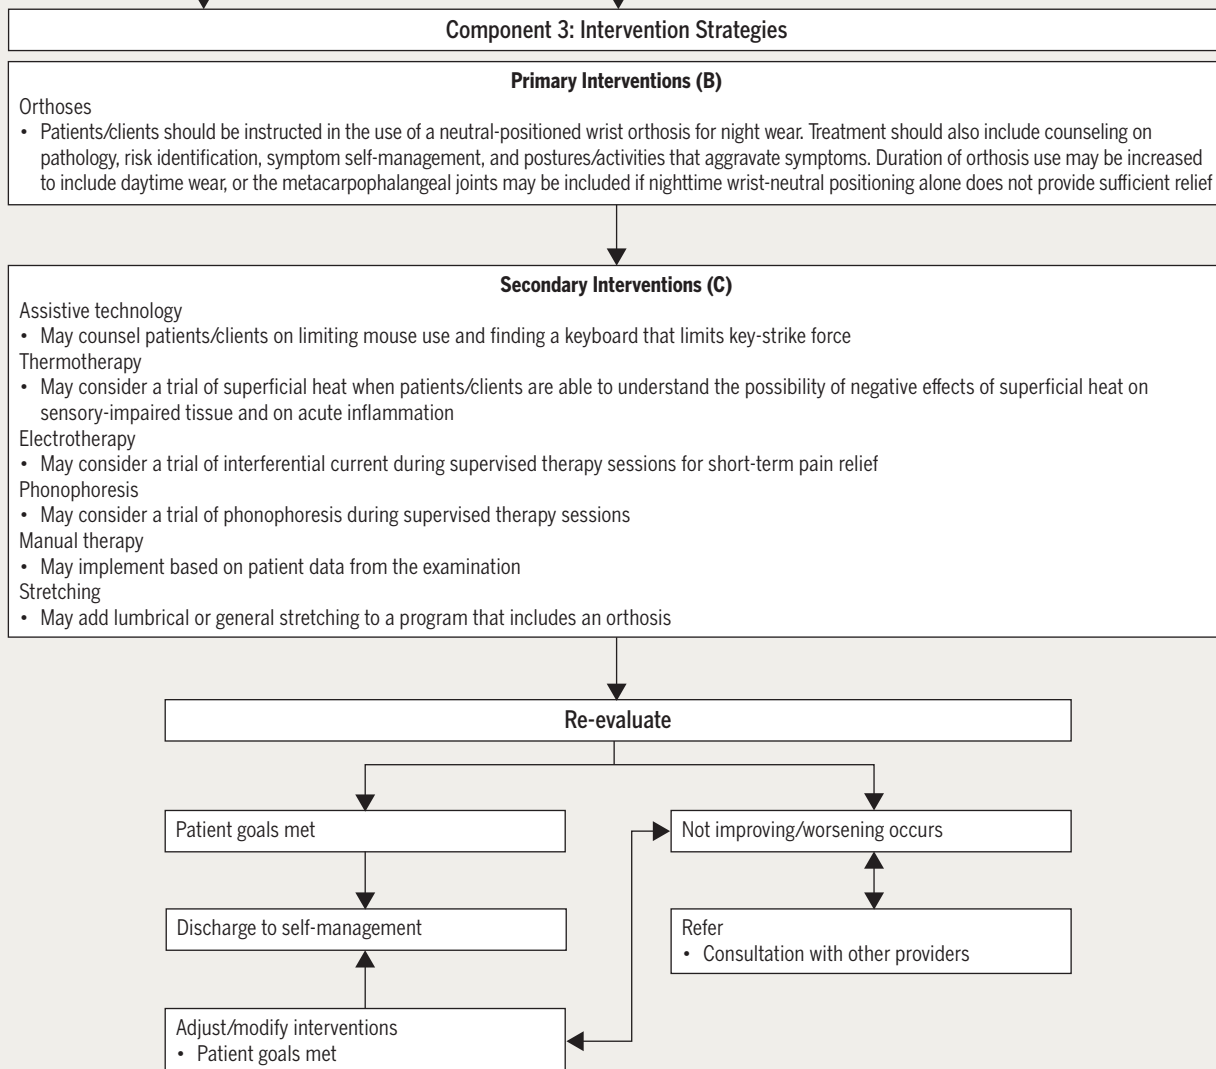 Component 3: Intervention Strategies
Primary Interventions (B)
Orthoses
• Patients/clients should be instructed in the use of a neutral-positioned wrist orthosis for night wear. Treatment should also include counseling on
pathology, risk identification, symptom self-management, and postures/activities that aggravate symptoms. Duration of orthosis use may be increased
to include daytime wear, or the metacarpophalangeal joints may be included if nighttime wrist-neutral positioning alone does not provide sufficient relief
Secondary Interventions (C)
Assistive technology
• May counsel patients/clients on limiting mouse use and finding a keyboard that limits key-strike force
Thermotherapy
• May consider a trial of superficial heat when patients/clients are able to understand the possibility of negative effects of superficial heat on
sensory-impaired tissue and on acute inflammation
Electrotherapy
• May consider a trial of interferential current during supervised therapy sessions for short-term pain relief
Phonophoresis
• May consider a trial of phonophoresis during supervised therapy sessions
Manual therapy
• May implement based on patient data from the examination
Stretching
• May add lumbrical or general stretching to a program that includes an orthosis
Re-evaluate
Patient goals met
Not improving/worsening occurs
Discharge to self-management
Refer
• Consultation with other providers
Adjust/modify interventions
• Patient goals met